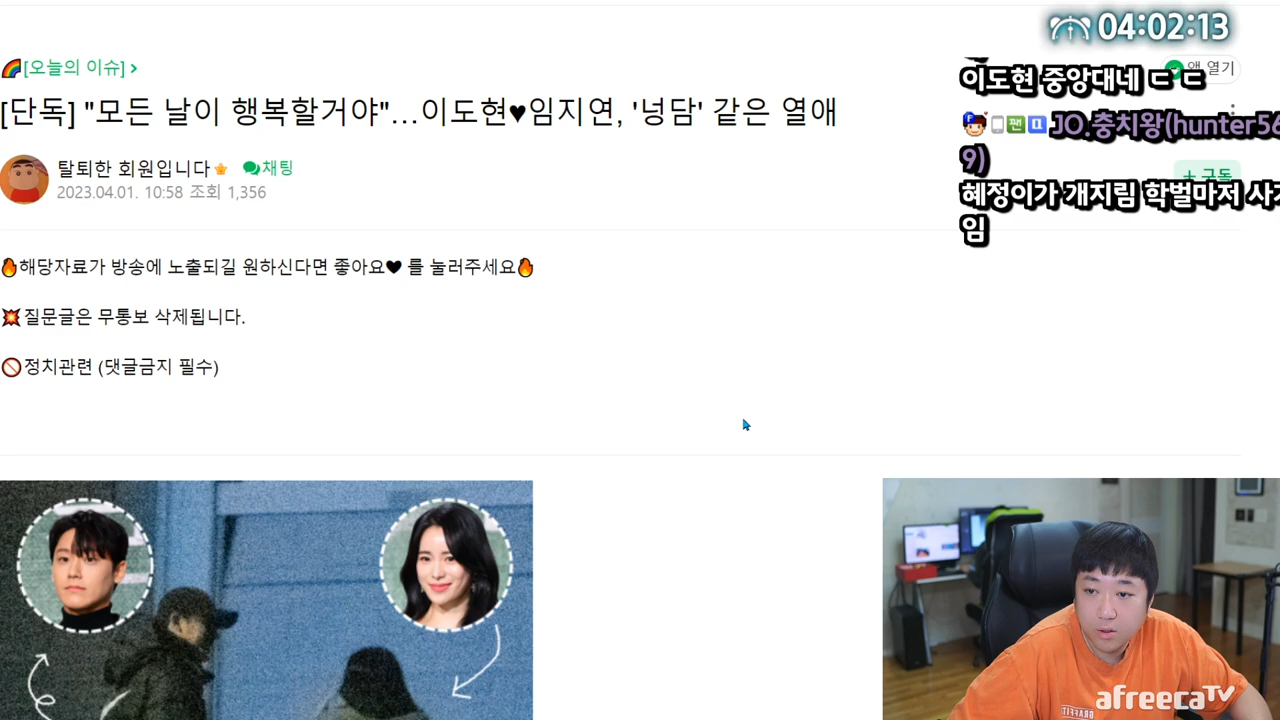 04:02:13
[오늘의 이슈] >
앱 열기
이도현 중앙대네 ㄷ ㄷ
[단독] "모든 날이 행복할거야"…이도현♥임지연, '넝담' 같은 열애
팬
JO.충치왕(hunter56
9)
탈퇴한 회원입니다 채팅
2023.04.01. 10:58 조회 1,356
+ 구독
혜정이가 개지림 학벌마저 사기
임
🔥해당자료가 방송에 노출되길 원하신다면 좋아요♥ 를 눌러주세요🔥
💥질문글은 무통보 삭제됩니다.
🚫정치관련 (댓글금지 필수)
afreecaTV